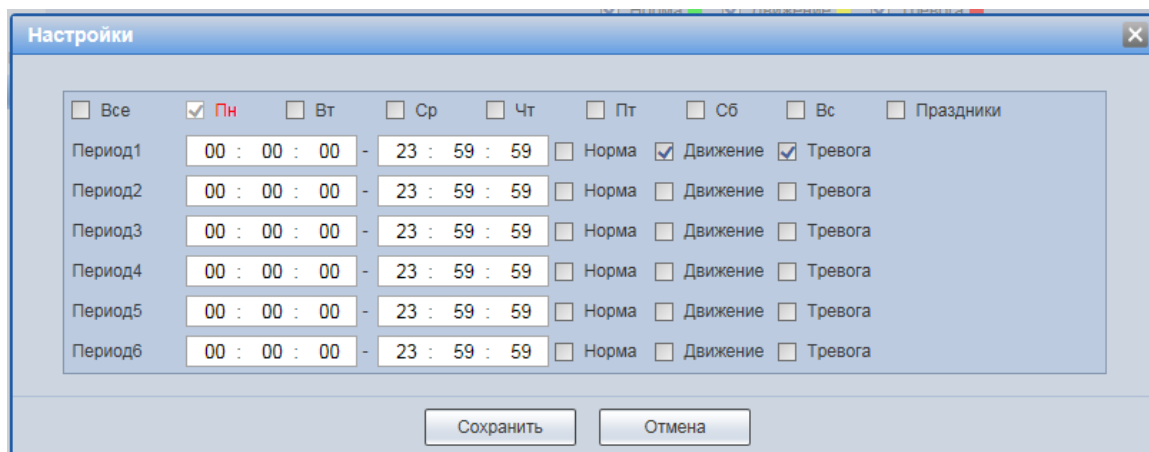 Норма Движение Тревога
Настройки
Все Пн Вт Ср Чт Пт Сб Вс Праздники
Период1 00 : 00 : 00 - 23 : 59 : 59 Норма Движение Тревога
Период2 00 : 00 : 00 - 23 : 59 : 59 Норма Движение Тревога
Период3 00 : 00 : 00 - 23 : 59 : 59 Норма Движение Тревога
Период4 00 : 00 : 00 - 23 : 59 : 59 Норма Движение Тревога
Период5 00 : 00 : 00 - 23 : 59 : 59 Норма Движение Тревога
Период6 00 : 00 : 00 - 23 : 59 : 59 Норма Движение Тревога
Сохранить Отмена